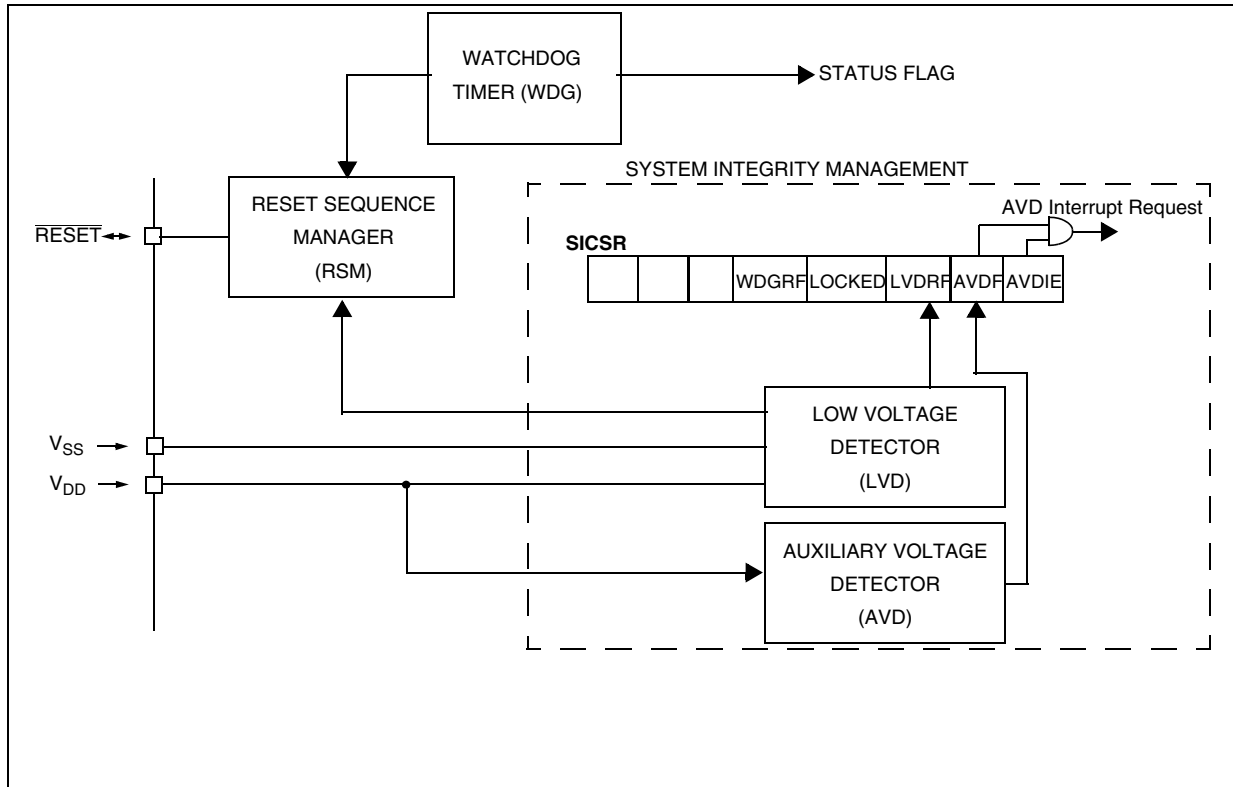 WATCHDOG
TIMER (WDG)
STATUS FLAG
SYSTEM INTEGRITY MANAGEMENT
RESET SEQUENCE
MANAGER
(RSM)
RESET
AVD Interrupt Request
SICSR
WDGRF LOCKED LVDRF AVDF AVDIE
LOW VOLTAGE
DETECTOR
(LVD)
VSS
VDD
AUXILIARY VOLTAGE
DETECTOR
(AVD)